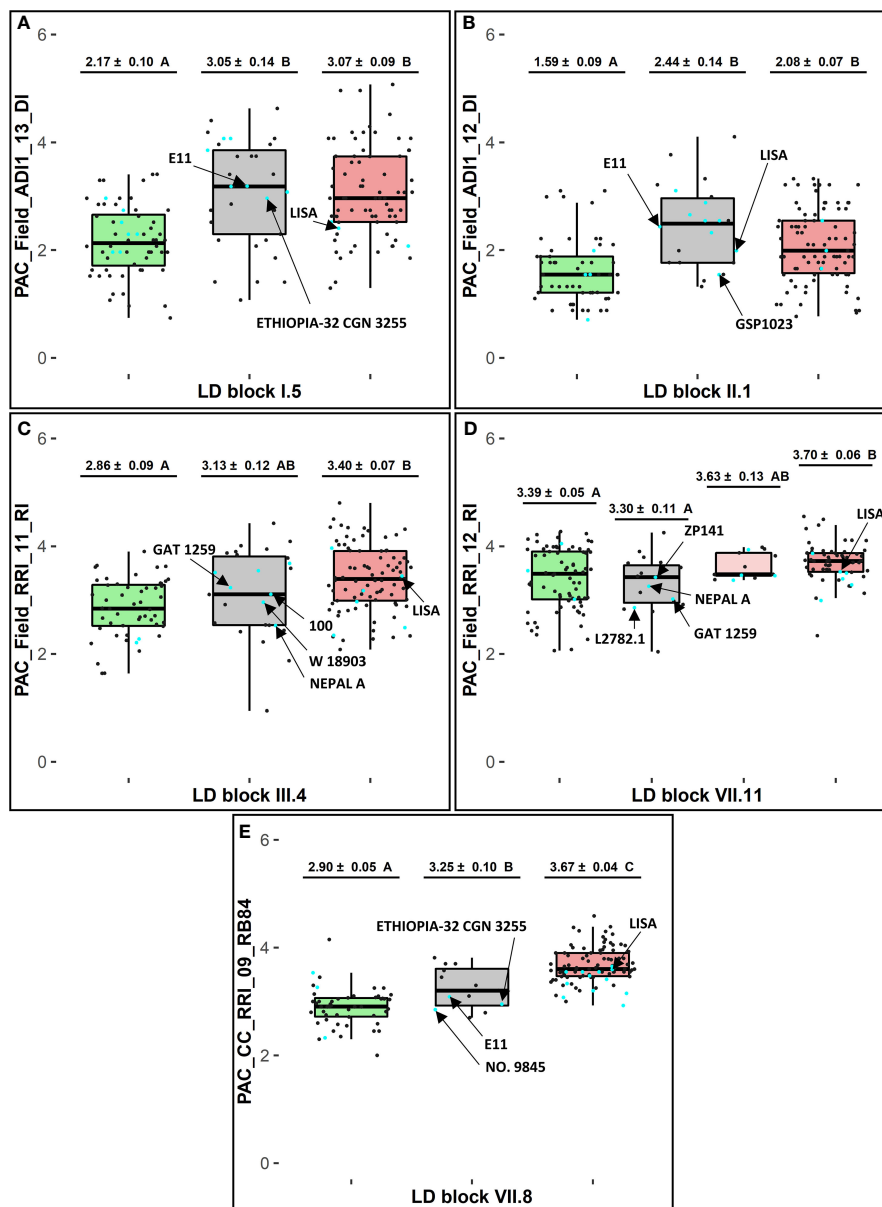 A
PAC_Field_ADI1_13_DI
6
4
2
0
2.17 ± 0.10 A
3.05 ± 0.14 B
3.07 ± 0.09 B
E11
LISA
ETHIOPIA-32 CGN 3255
LD block I.5
B
PAC_Field_ADI1_12_DI
6
4
2
0
1.59 ± 0.09 A
2.44 ± 0.14 B
2.08 ± 0.07 B
E11
LISA
GSP1023
LD block II.1
C
PAC_Field_RRI_11_RI
6
4
2
0
2.86 ± 0.09 A
3.13 ± 0.12 AB
3.40 ± 0.07 B
GAT 1259
LISA
100
W 18903
NEPAL A
LD block III.4
D
PAC_Field_RRI_12_RI
6
4
2
0
3.39 ± 0.05 A
3.30 ± 0.11 A
3.63 ± 0.13 AB
3.70 ± 0.06 B
ZP141
LISA
NEPAL A
L2782.1
GAT 1259
LD block VII.11
E
PAC_CC_RRI_09_RB84
6
4
2
0
2.90 ± 0.05 A
3.25 ± 0.10 B
3.67 ± 0.04 C
ETHIOPIA-32 CGN 3255
LISA
E11
NO. 9845
LD block VII.8